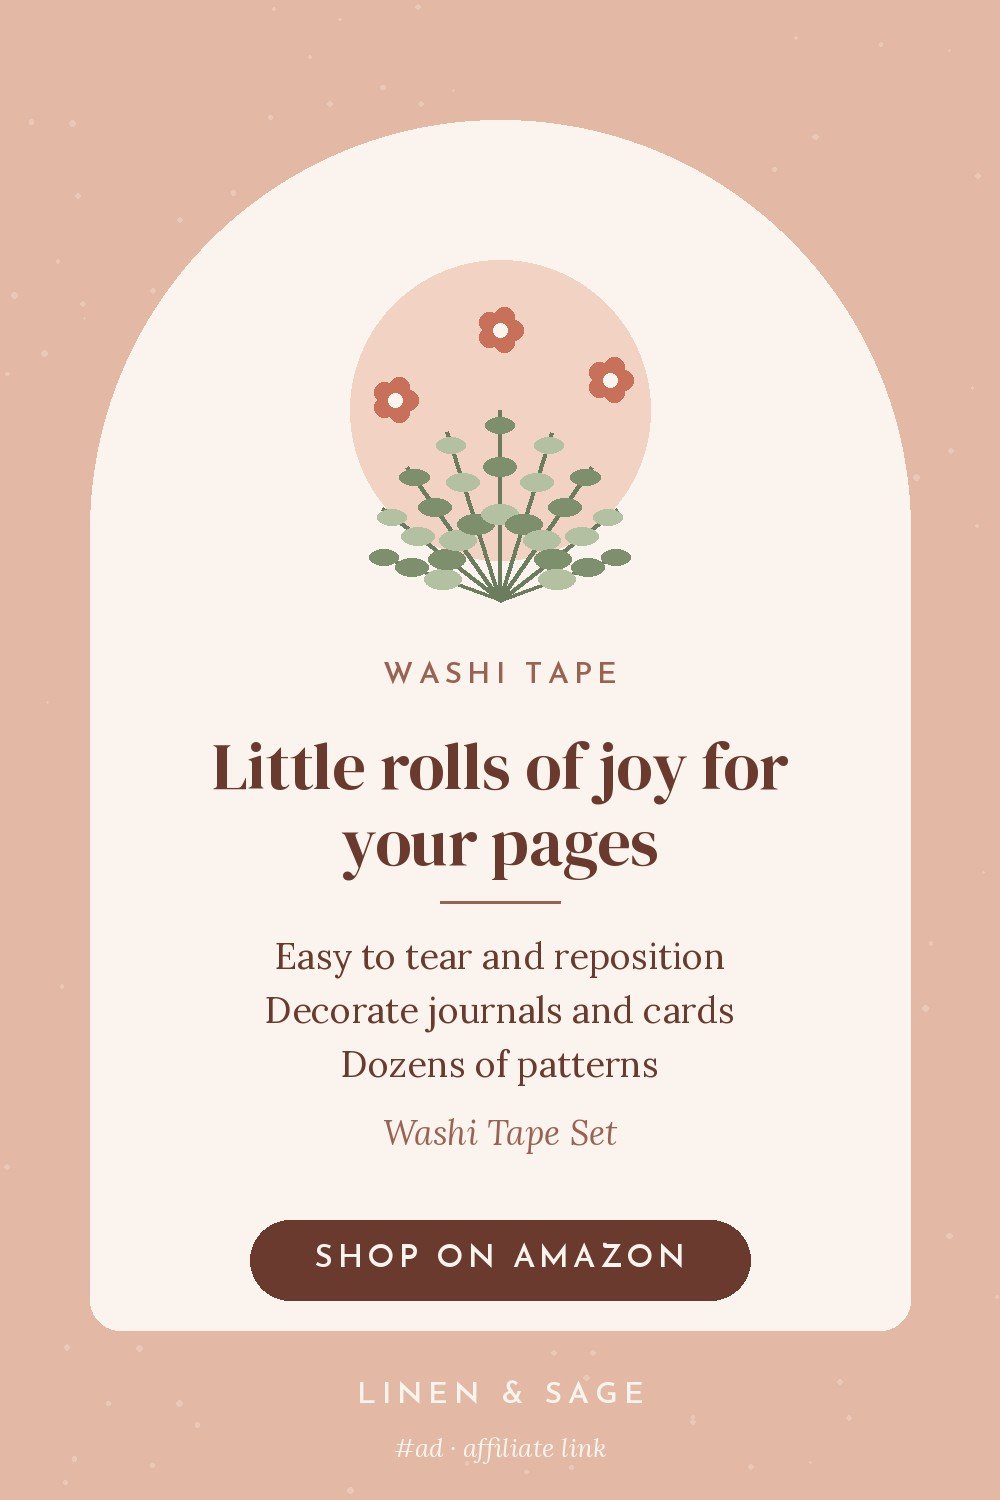 WASHI TAPE
Little rolls of joy for
your pages
Easy to tear and reposition
Decorate journals and cards
Dozens of patterns
Washi Tape Set
SHOP ON AMAZON
LINEN & SAGE
#ad · affiliate link